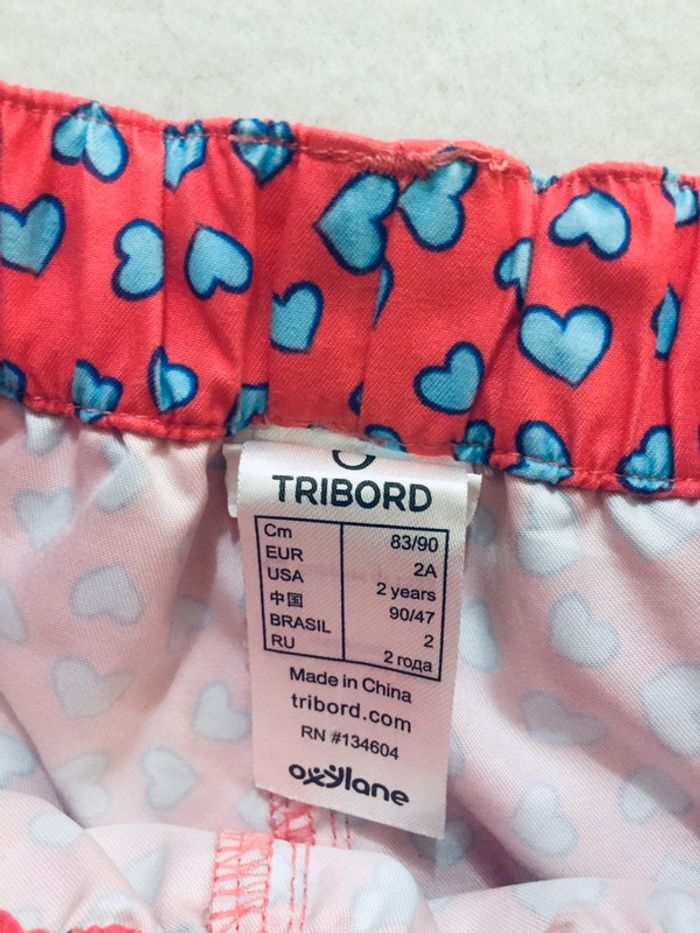 TRIBORD
Cm 83/90
EUR 2A
USA 2 years
中国 90/47
BRASIL 2
RU 2 года
Made in China
tribord.com
RN #134604
oxylane